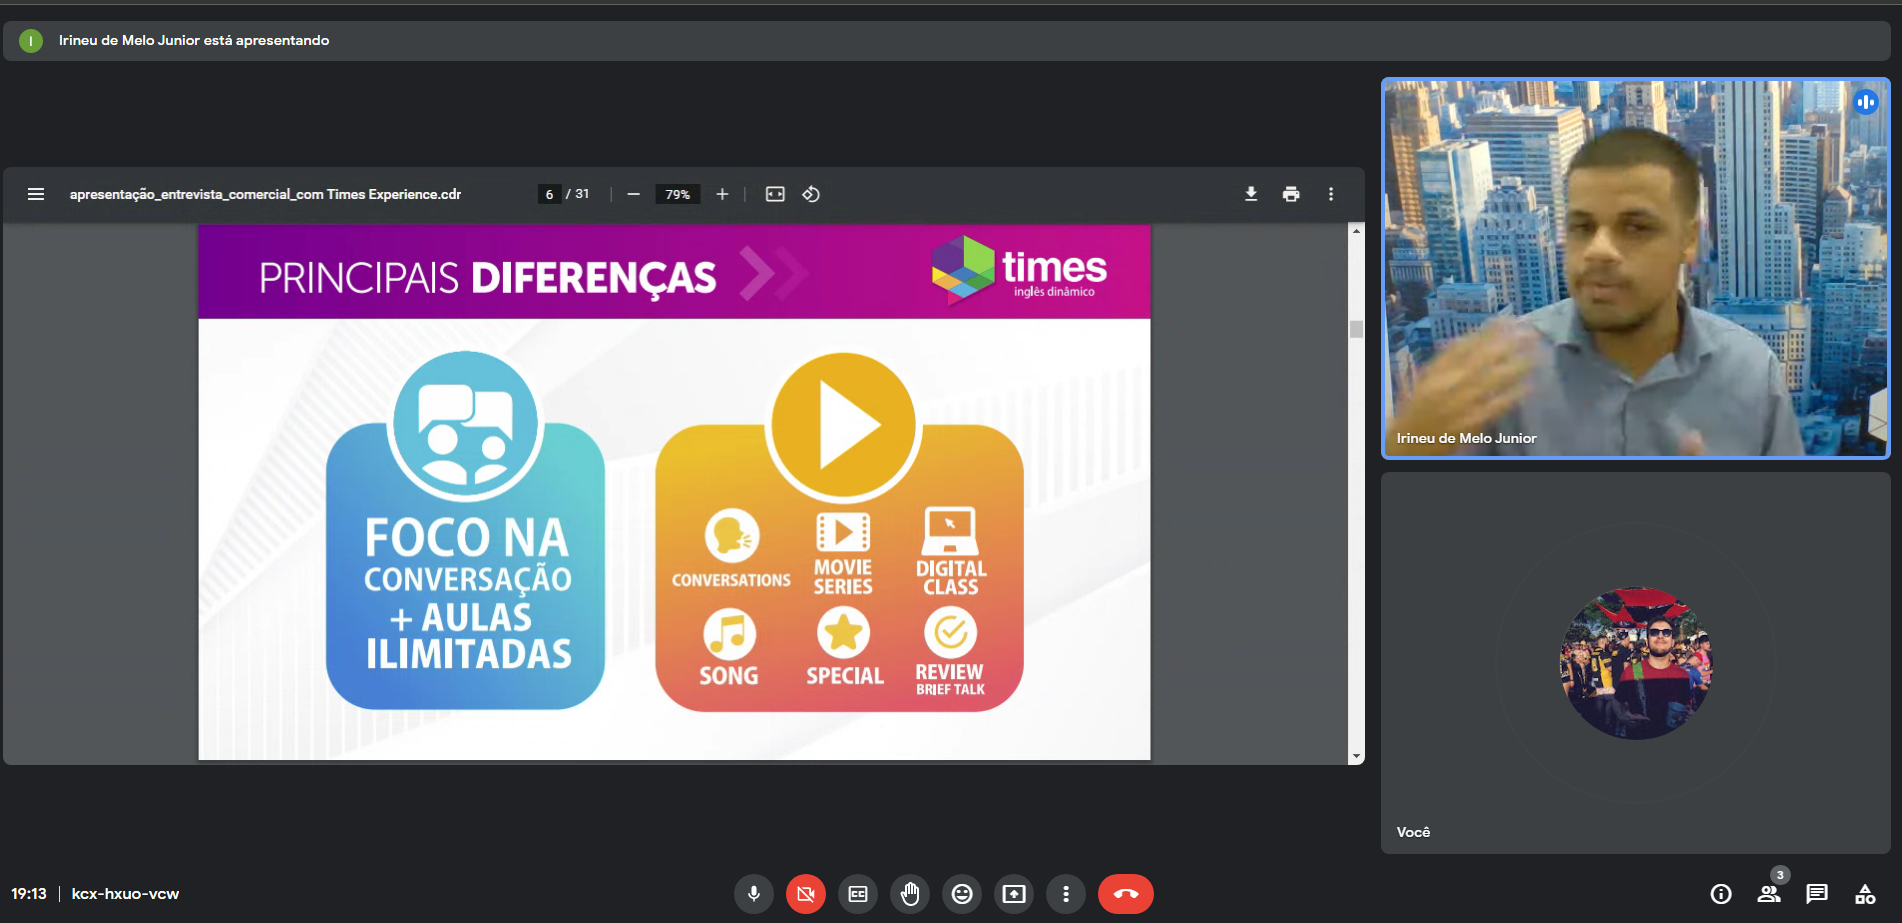 I
Irineu de Melo Junior está apresentando
apresentação_entrevista_comercial_com Times Experience.cdr
6 / 31
79%
PRINCIPAIS DIFERENÇAS
times
inglês dinâmico
FOCO NA
CONVERSAÇÃO
+ AULAS
ILIMITADAS
CONVERSATIONS
MOVIE
SERIES
DIGITAL
CLASS
SONG
SPECIAL
REVIEW
BRIEF TALK
Irineu de Melo Junior
Você
19:13 | kcx-hxuo-vcw
CC
3